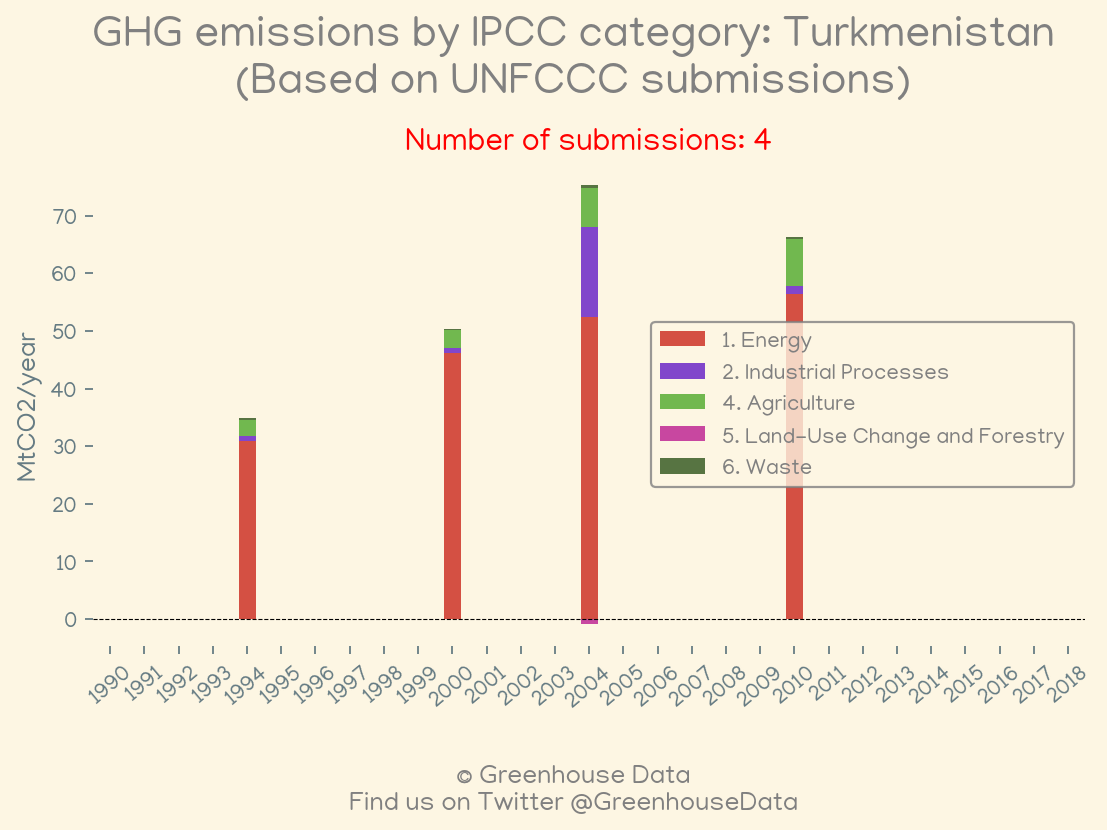 GHG emissions by IPCC category: Turkmenistan
(Based on UNFCCC submissions)
Number of submissions: 4
MtCO2/year
70
60
50
40
30
20
10
0
1. Energy
2. Industrial Processes
4. Agriculture
5. Land-Use Change and Forestry
6. Waste
1990 1991 1992 1993 1994 1995 1996 1997 1998 1999 2000 2001 2002 2003 2004 2005 2006 2007 2008 2009 2010 2011 2012 2013 2014 2015 2016 2017 2018
© Greenhouse Data
Find us on Twitter @GreenhouseData